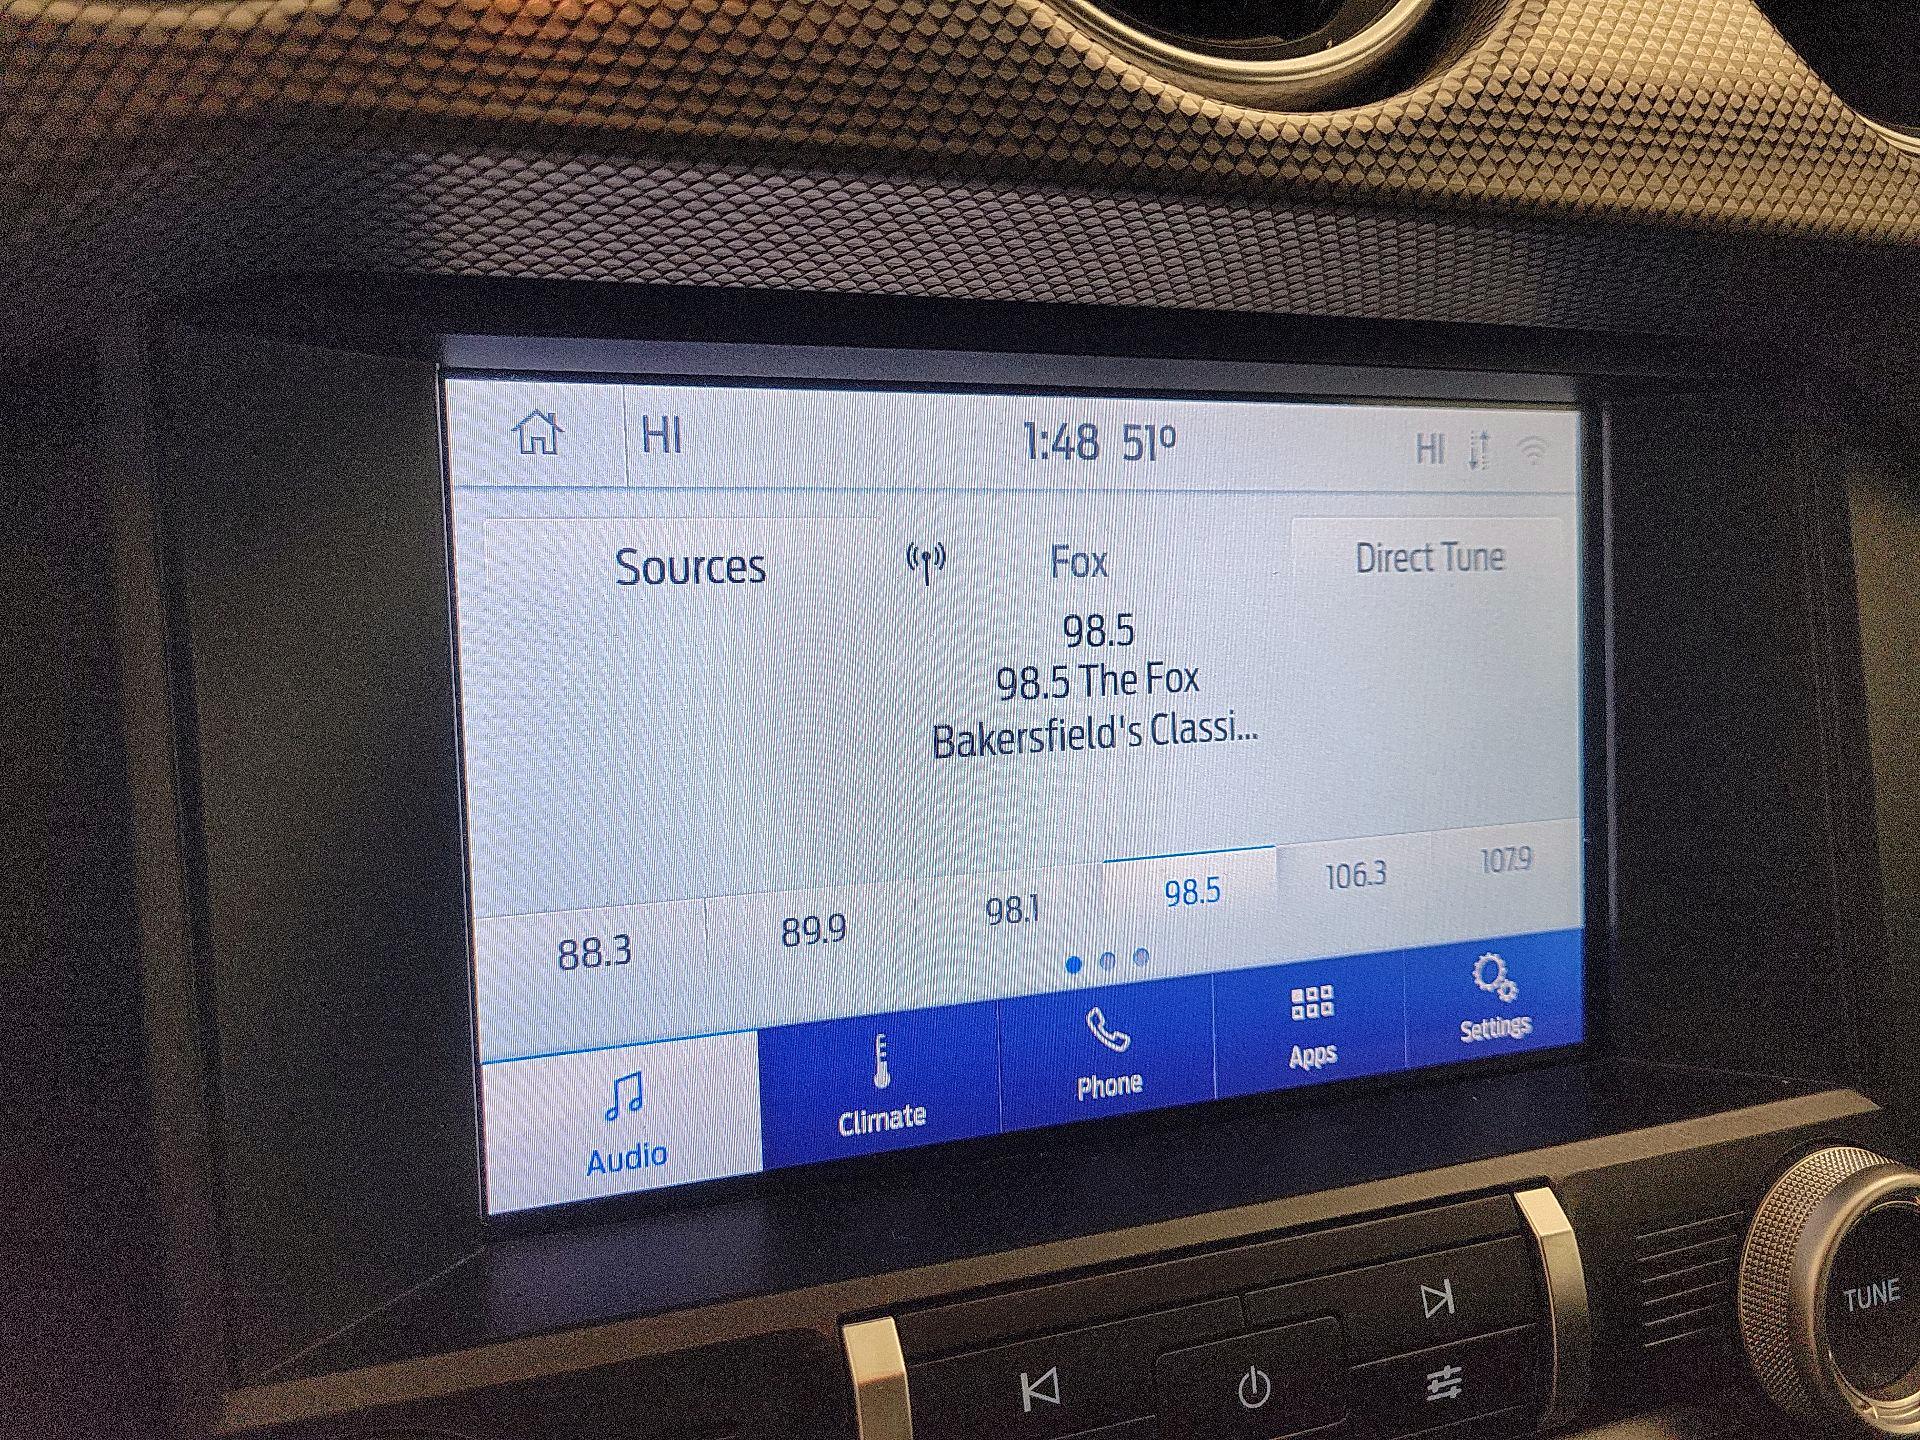 HI 1:48 51° HI
Sources Fox Direct Tune
98.5
98.5 The Fox
Bakersfield's Classi...
88.3 89.9 98.1 98.5 106.3 107.9
Audio Climate Phone Apps Settings
TUNE